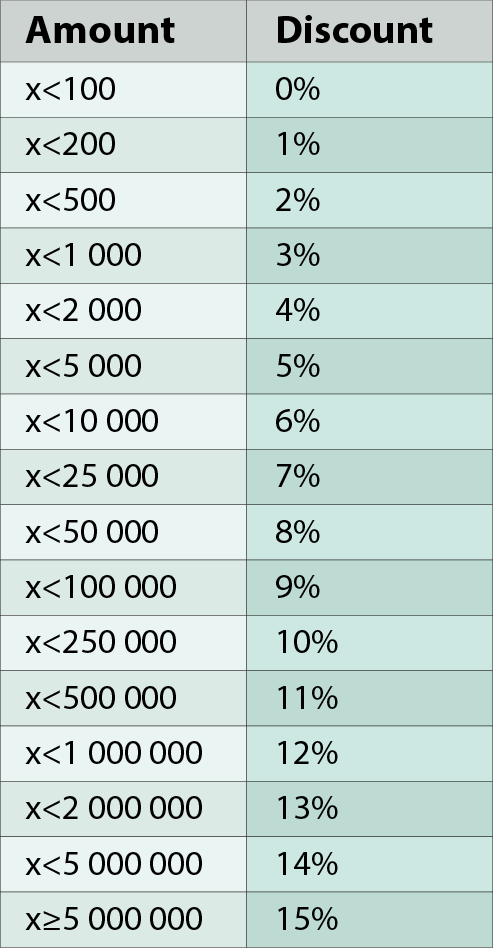 Amount Discount
x<100 0%
x<200 1%
x<500 2%
x<1 000 3%
x<2 000 4%
x<5 000 5%
x<10 000 6%
x<25 000 7%
x<50 000 8%
x<100 000 9%
x<250 000 10%
x<500 000 11%
x<1 000 000 12%
x<2 000 000 13%
x<5 000 000 14%
x≥5 000 000 15%